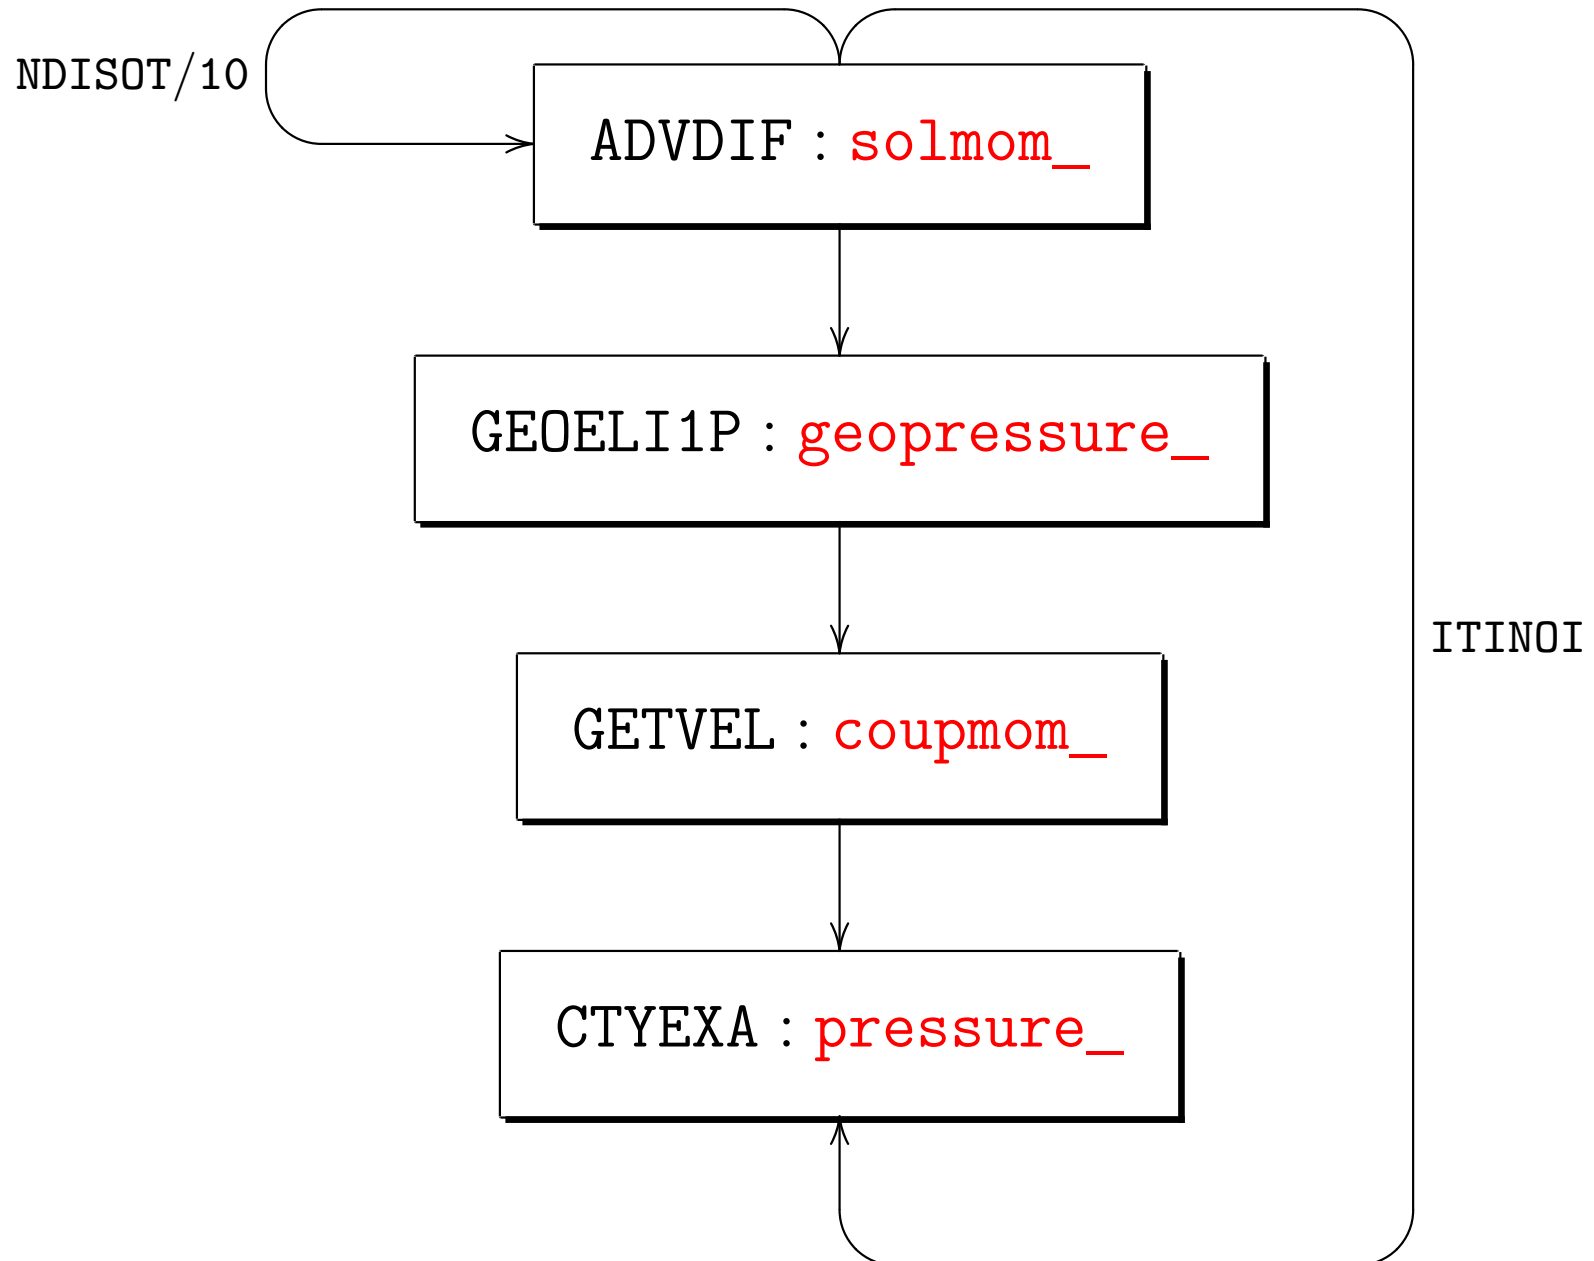 NDISOT/10
ADVDIF : solmom_
GEOELI1P : geopressure_
ITINOI
GETVEL : coupmom_
CTYEXA : pressure_